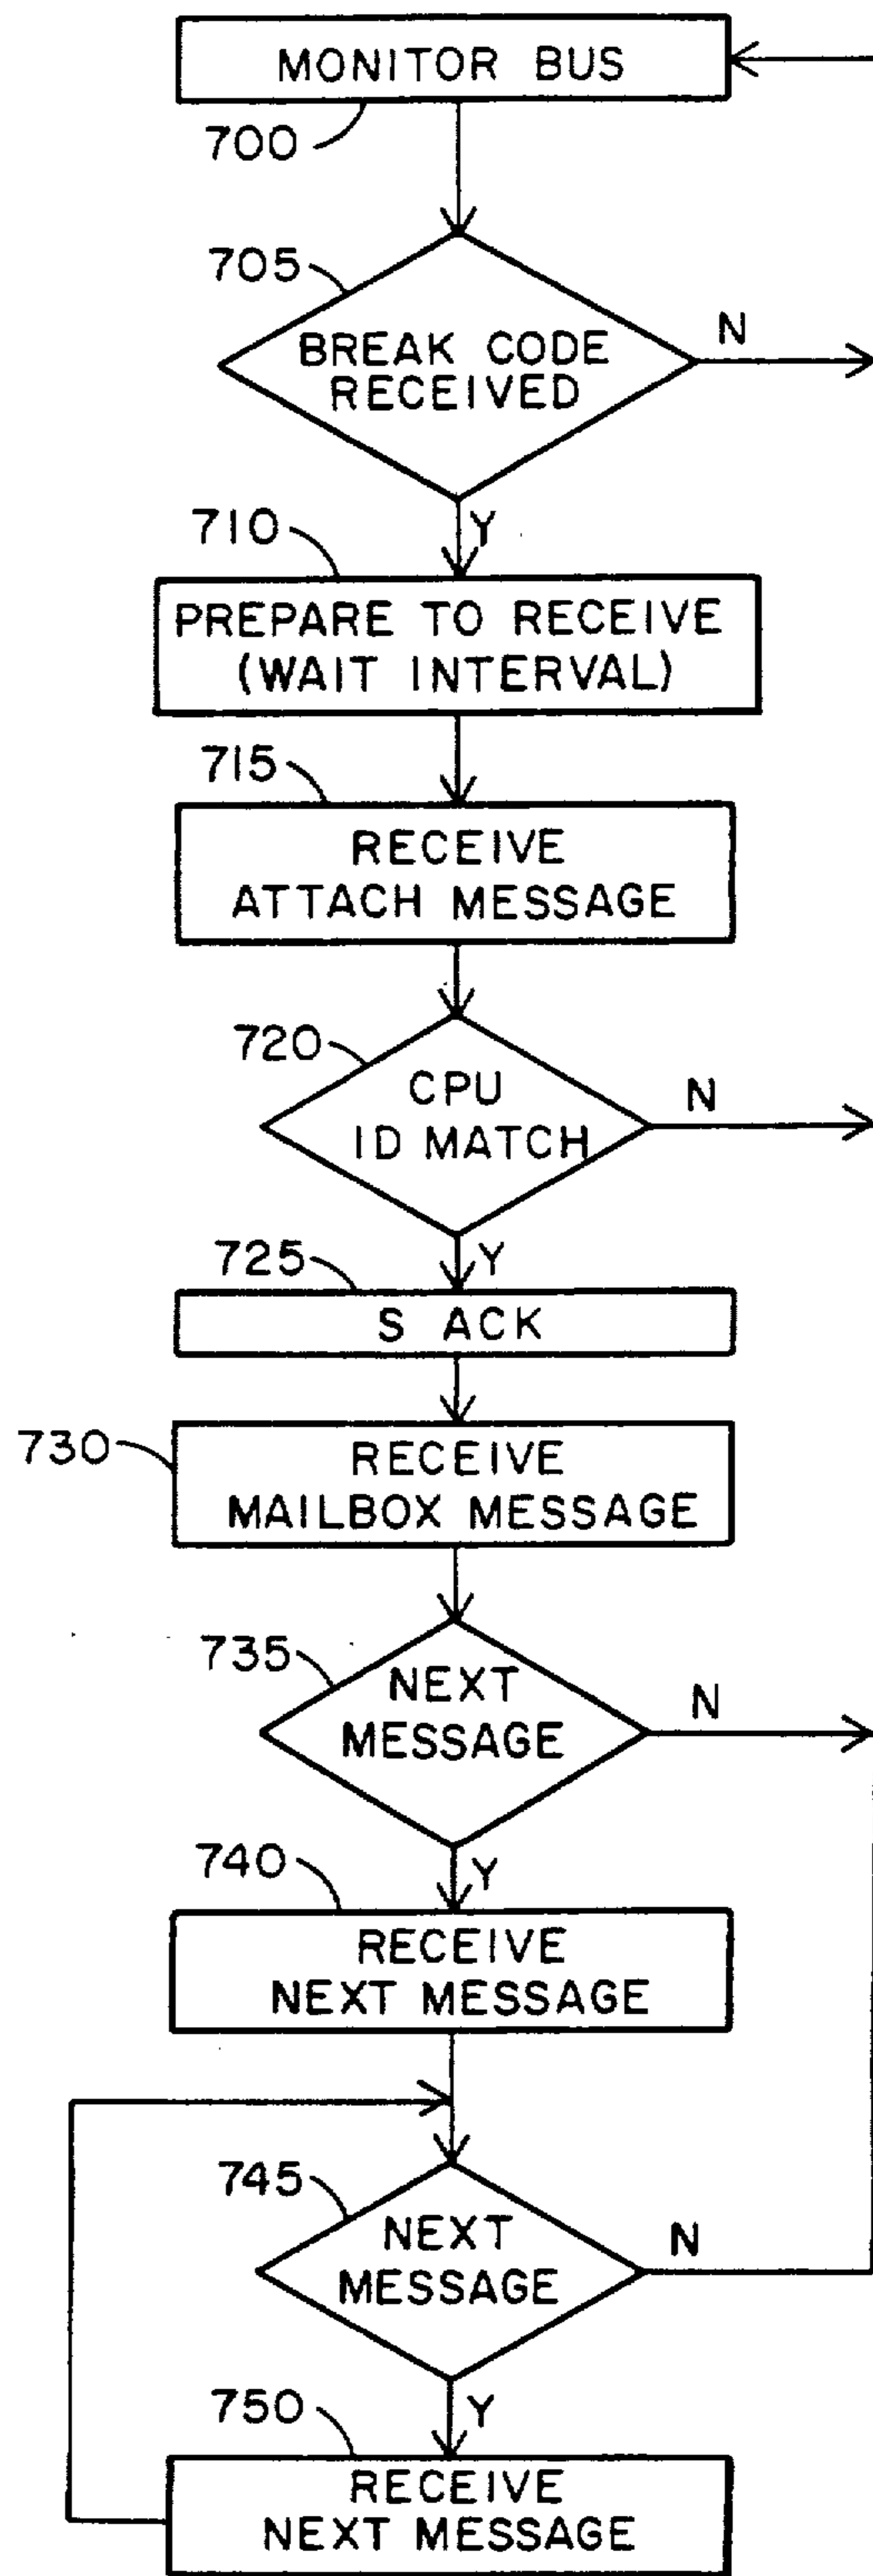 MONITOR BUS
700
705
BREAK CODE
RECEIVED
N
Y
710
PREPARE TO RECEIVE
(WAIT INTERVAL)
715
RECEIVE
ATTACH MESSAGE
720
CPU
ID MATCH
N
Y
725
S ACK
730
RECEIVE
MAILBOX MESSAGE
735
NEXT
MESSAGE
N
Y
740
RECEIVE
NEXT MESSAGE
745
NEXT
MESSAGE
N
Y
750
RECEIVE
NEXT MESSAGE